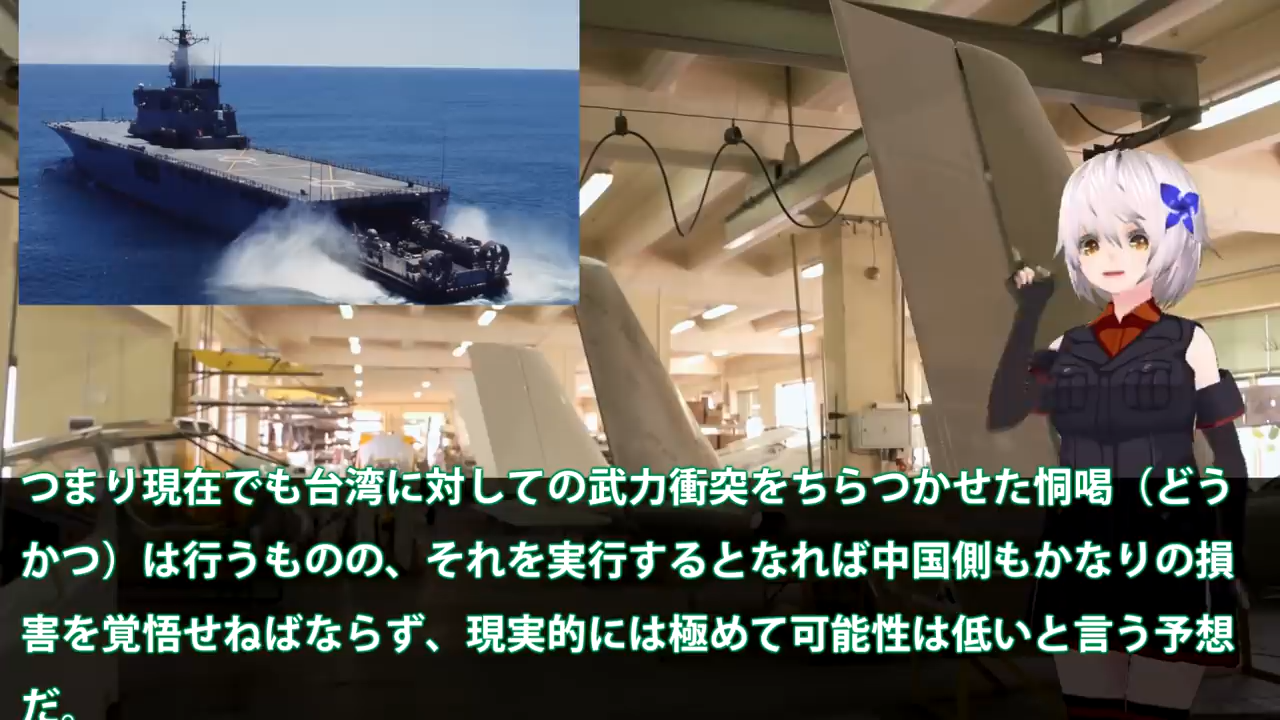 つまり現在でも台湾に対しての武力衝突をちらつかせた恫喝（どう
かつ）は行うものの、それを実行するとなれば中国側もかなりの損
害を覚悟せねばならず、現実的には極めて可能性は低いと言う予想
だ。